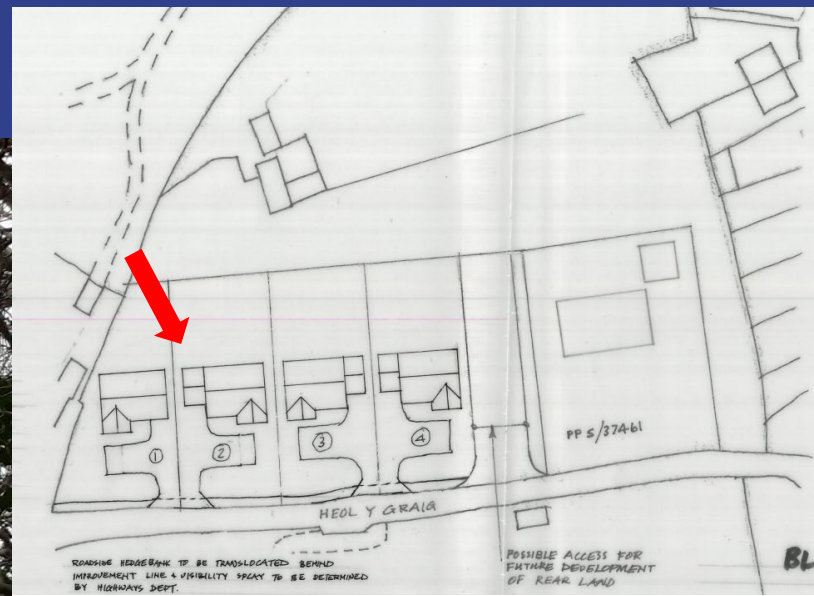 PP S/37461
1
2
3
4
HEOL Y GRAIG
ROADSIDE HEDGEBANK TO BE TRANSLOCATED BEHIND
IMPROVEMENT LINE & VISIBILITY SPLAY TO BE DETERMINED
BY HIGHWAYS DEPT.
POSSIBLE ACCESS FOR
FUTURE DEVELOPMENT
OF REAR LAND
BL